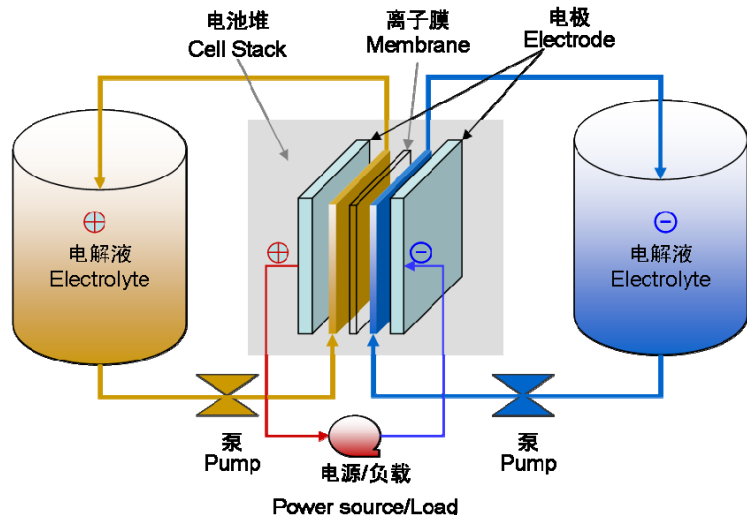 电池堆
Cell Stack
离子膜
Membrane
电极
Electrode
⊕
电解液
Electrolyte
⊕
⊖
⊖
电解液
Electrolyte
泵
Pump
电源/负载
Power source/Load
泵
Pump